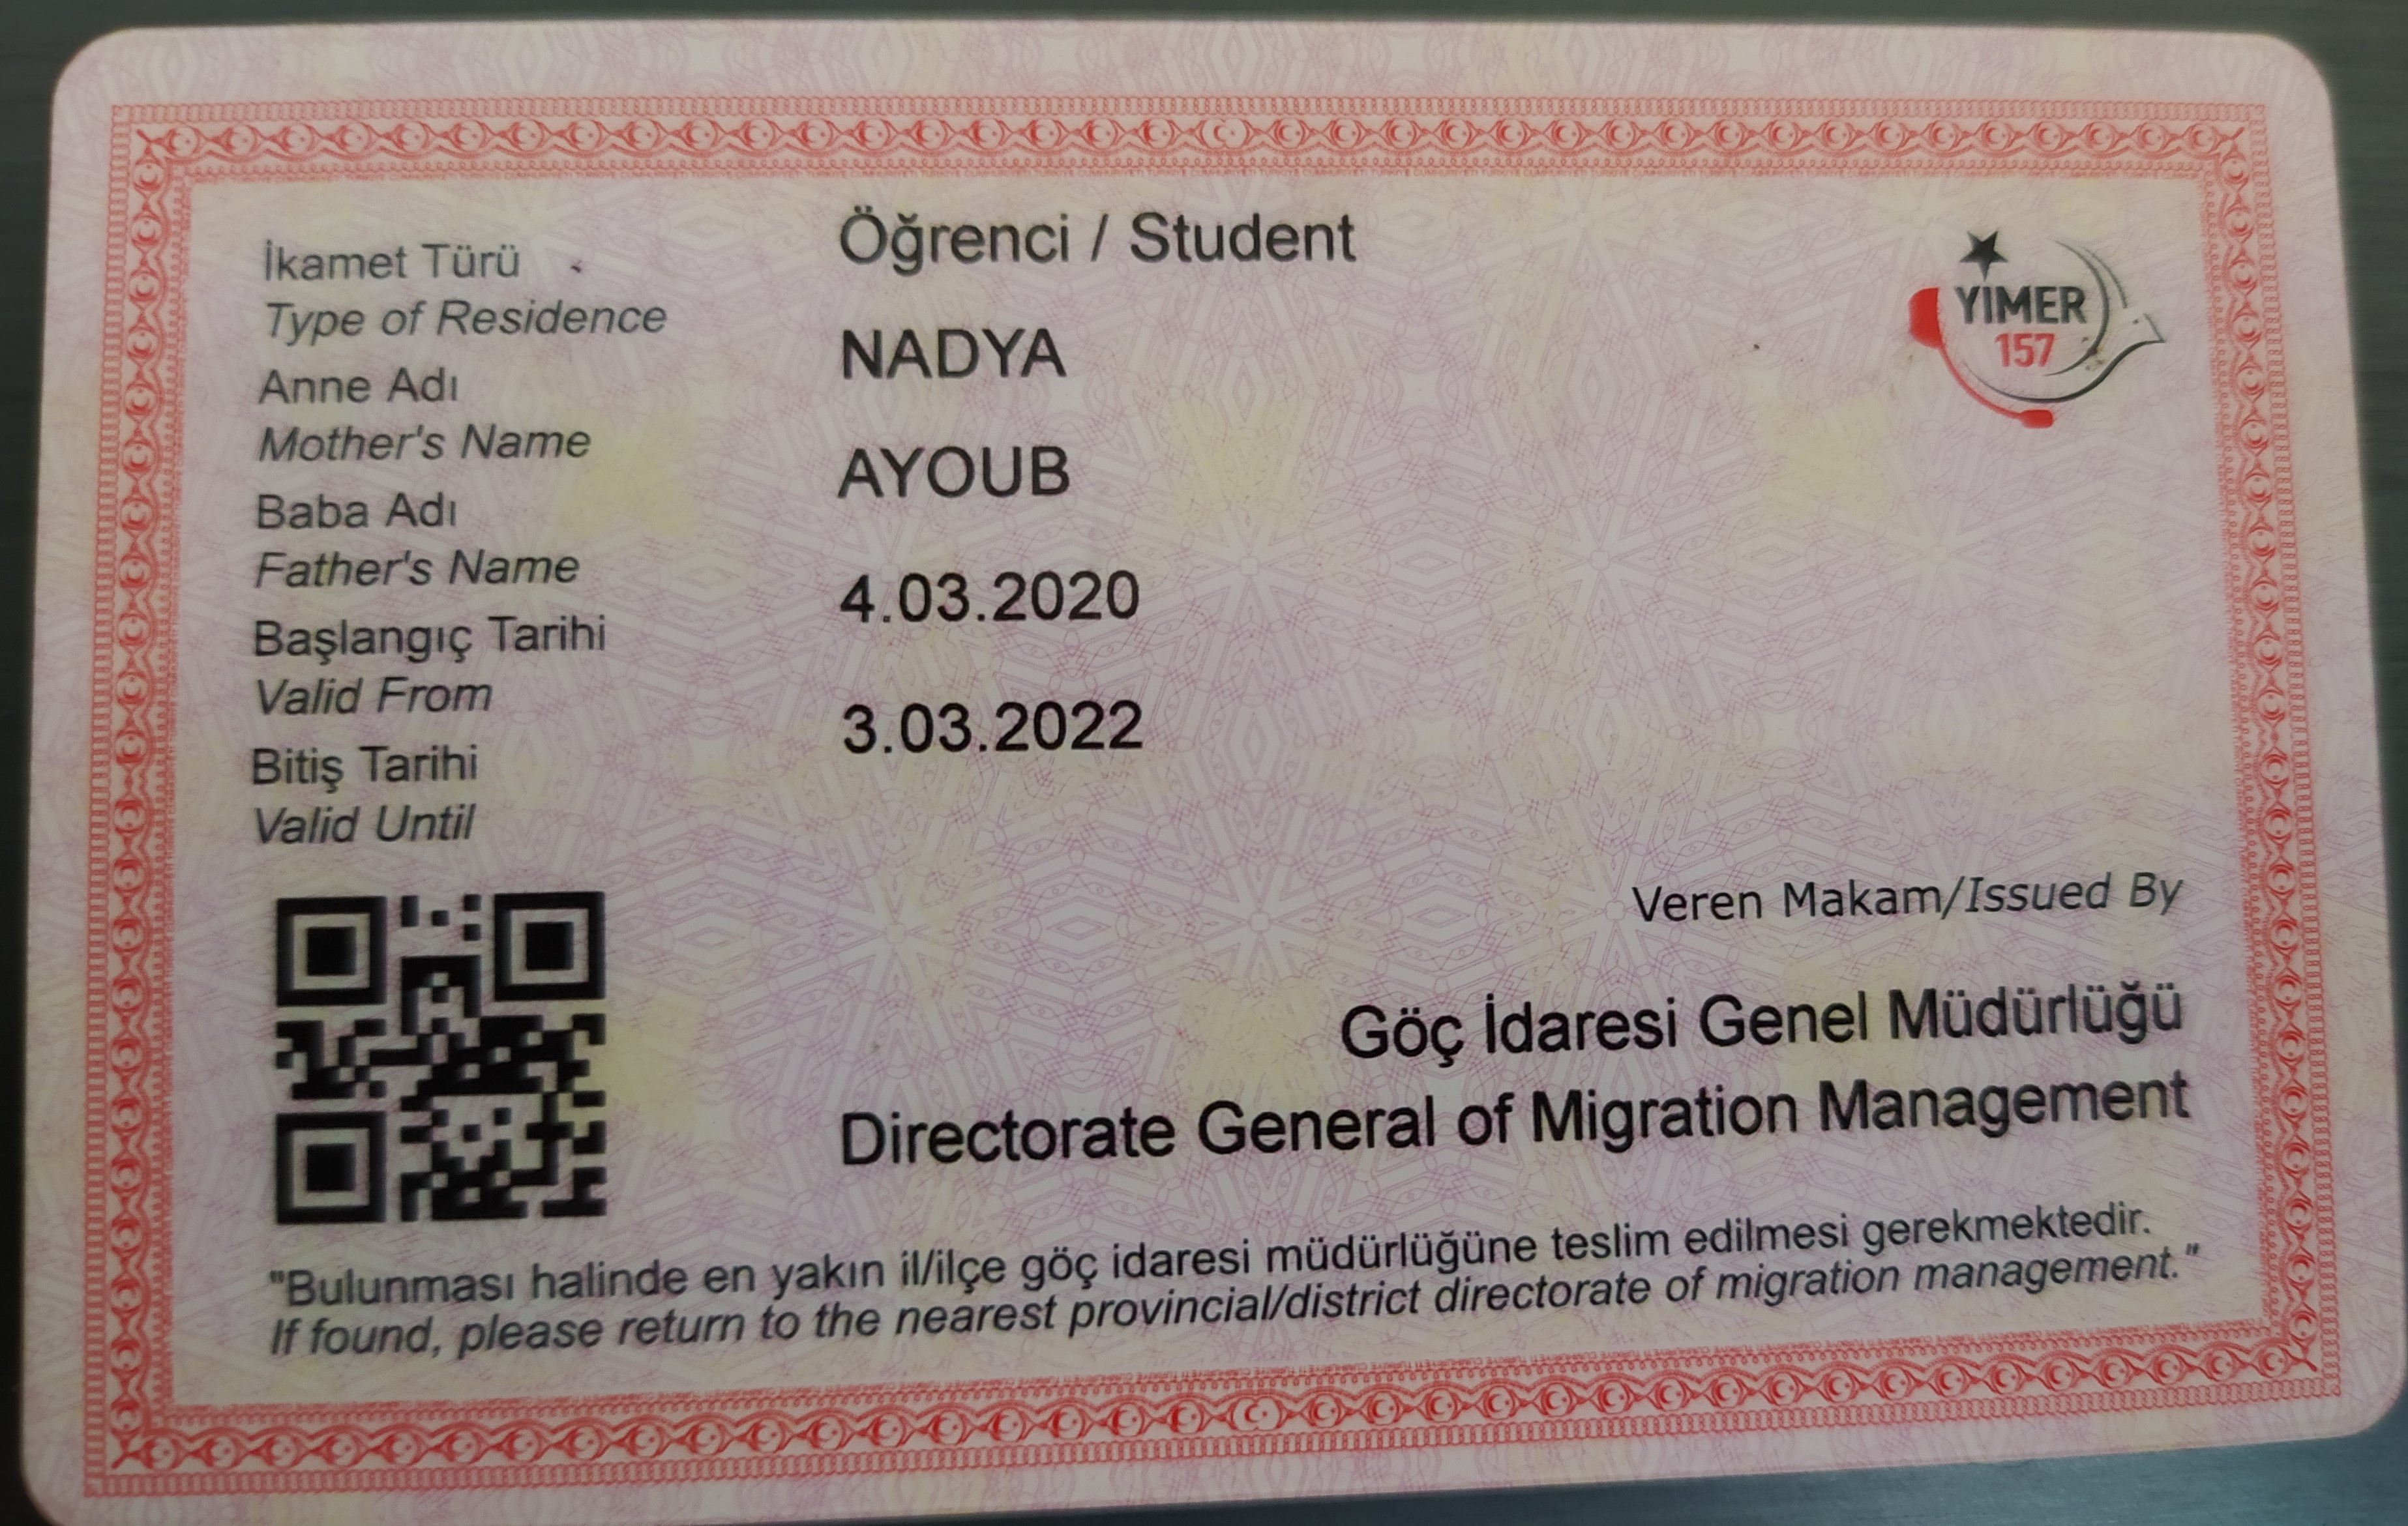 İkamet Türü
Type of Residence
Öğrenci / Student
Anne Adı
Mother's Name
NADYA
Baba Adı
Father's Name
AYOUB
Başlangıç Tarihi
Valid From
4.03.2020
Bitiş Tarihi
Valid Until
3.03.2022
YİMER
157
Veren Makam/Issued By
Göç İdaresi Genel Müdürlüğü
Directorate General of Migration Management
"Bulunması halinde en yakın il/ilçe göç idaresi müdürlüğüne teslim edilmesi gerekmektedir.
If found, please return to the nearest provincial/district directorate of migration management."